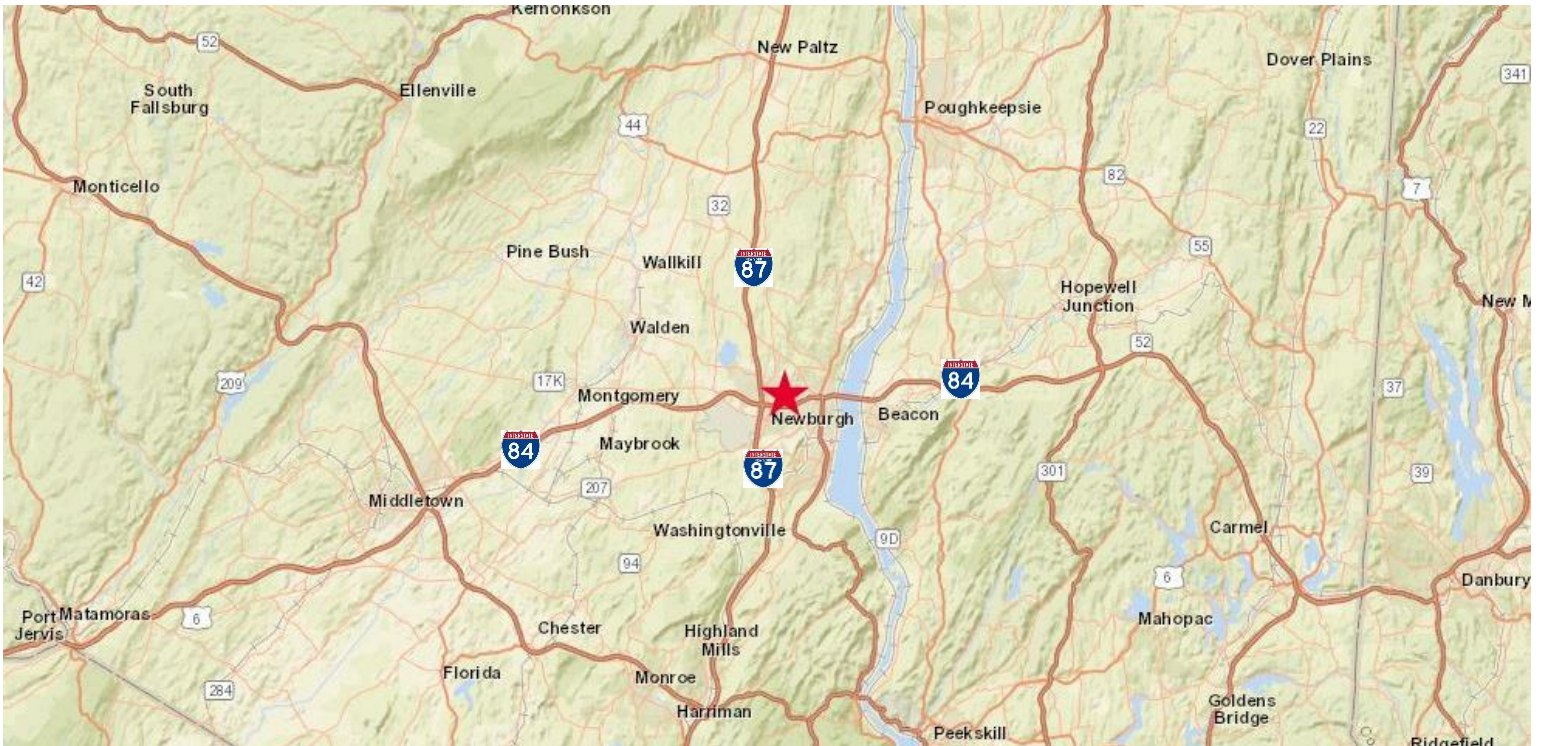 Kerhonkson
52
New Paltz
Dover Plains
341
South
Fallsburg
Ellenville
Poughkeepsie
44
22
Monticello
82
7
32
Pine Bush
Wallkill
87
55
42
Hopewell
Junction
New M
Walden
52
209
17K
Montgomery
84
37
Newburgh
Beacon
84
Maybrook
87
301
39
Middletown
207
Washingtonville
9D
Carmel
94
6
Danbury
Port
Jervis
Matamoras
6
Chester
Highland
Mills
Mahopac
Florida
Monroe
284
Goldens
Bridge
Harriman
Peekskill
Ridgefield